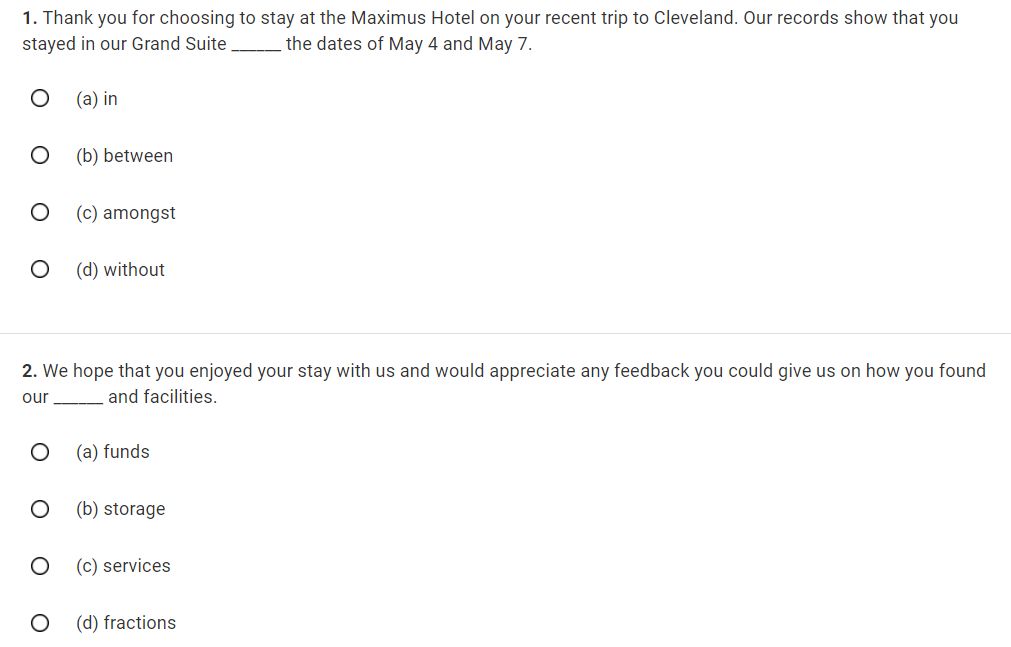 1. Thank you for choosing to stay at the Maximus Hotel on your recent trip to Cleveland. Our records show that you
stayed in our Grand Suite ______ the dates of May 4 and May 7.
(a) in
(b) between
(c) amongst
(d) without
2. We hope that you enjoyed your stay with us and would appreciate any feedback you could give us on how you found
our ______ and facilities.
(a) funds
(b) storage
(c) services
(d) fractions